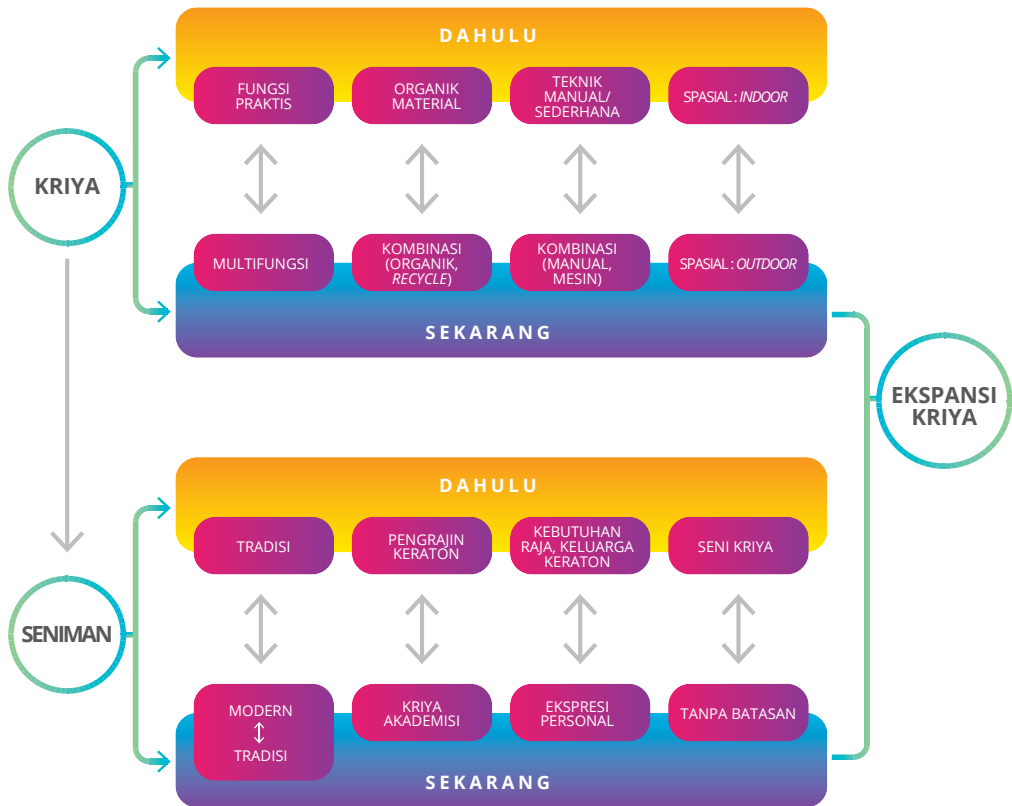 DAHULU
FUNGSI
PRAKTIS
ORGANIK
MATERIAL
TEKNIK
MANUAL/
SEDERHANA
SPASIAL : INDOOR
KRIYA
MULTIFUNGSI
KOMBINASI
(ORGANIK,
RECYCLE)
KOMBINASI
(MANUAL,
MESIN)
SPASIAL : OUTDOOR
SEKARANG
EKSPANSI
KRIYA
DAHULU
TRADISI
PENGRAJIN
KERATON
KEBUTUHAN
RAJA, KELUARGA
KERATON
SENI KRIYA
SENIMAN
MODERN
TRADISI
KRIYA
AKADEMISI
EKSPRESI
PERSONAL
TANPA BATASAN
SEKARANG